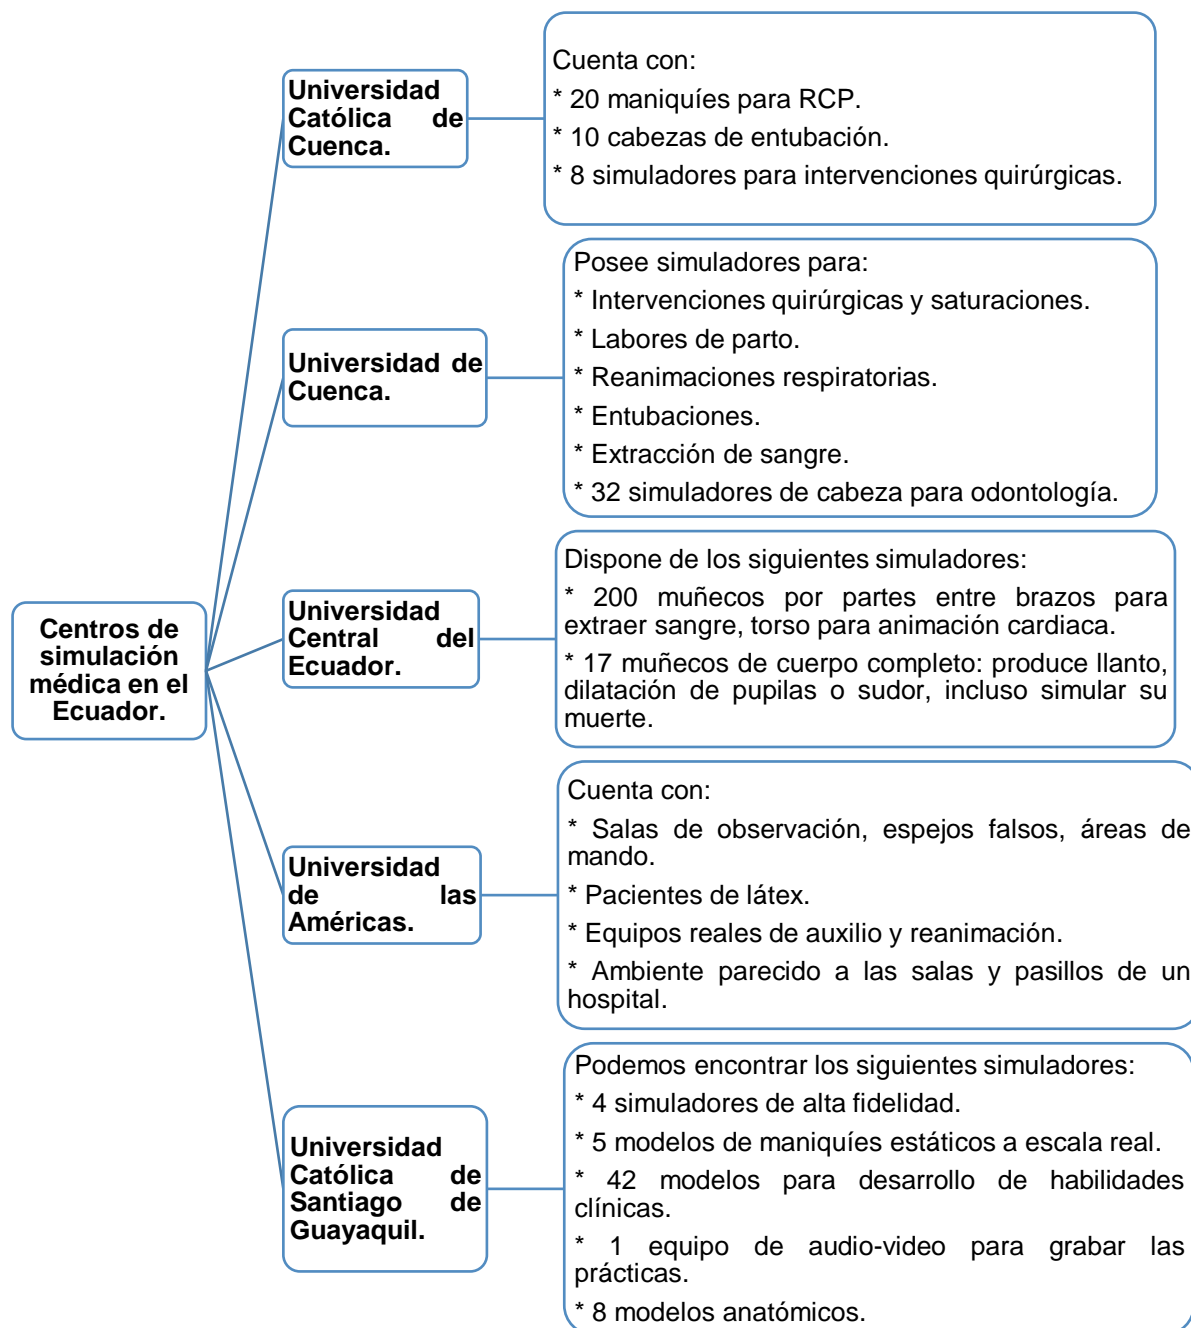 Centros de
simulación
médica en el
Ecuador.
Universidad
Católica de
Cuenca.
Cuenta con:
* 20 maniquíes para RCP.
* 10 cabezas de entubación.
* 8 simuladores para intervenciones quirúrgicas.
Universidad de
Cuenca.
Posee simuladores para:
* Intervenciones quirúrgicas y saturaciones.
* Labores de parto.
* Reanimaciones respiratorias.
* Entubaciones.
* Extracción de sangre.
* 32 simuladores de cabeza para odontología.
Universidad
Central del
Ecuador.
Dispone de los siguientes simuladores:
* 200 muñecos por partes entre brazos para
extraer sangre, torso para animación cardiaca.
* 17 muñecos de cuerpo completo: produce llanto,
dilatación de pupilas o sudor, incluso simular su
muerte.
Universidad
de las
Américas.
Cuenta con:
* Salas de observación, espejos falsos, áreas de
mando.
* Pacientes de látex.
* Equipos reales de auxilio y reanimación.
* Ambiente parecido a las salas y pasillos de un
hospital.
Universidad
Católica de
Santiago de
Guayaquil.
Podemos encontrar los siguientes simuladores:
* 4 simuladores de alta fidelidad.
* 5 modelos de maniquíes estáticos a escala real.
* 42 modelos para desarrollo de habilidades
clínicas.
* 1 equipo de audio-video para grabar las
prácticas.
* 8 modelos anatómicos.